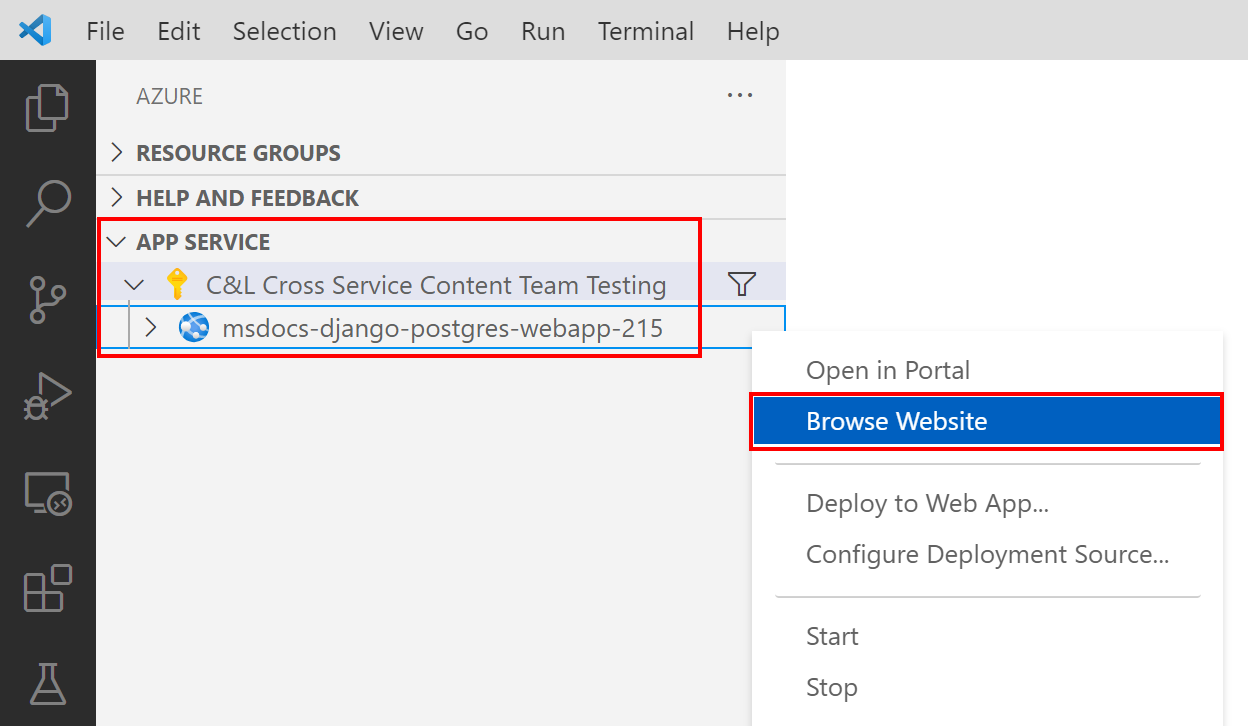 File Edit Selection View Go Run Terminal Help
AZURE
RESOURCE GROUPS
HELP AND FEEDBACK
APP SERVICE
C&L Cross Service Content Team Testing
msdocs-django-postgres-webapp-215
Open in Portal
Browse Website
Deploy to Web App...
Configure Deployment Source...
Start
Stop